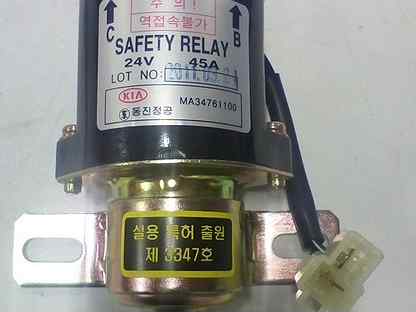 주 의!
역접속불가
C B
SAFETY RELAY
24V 45A
LOT NO:
KIA MA34761100
동진정공
실용 특허 출원
제 3347호